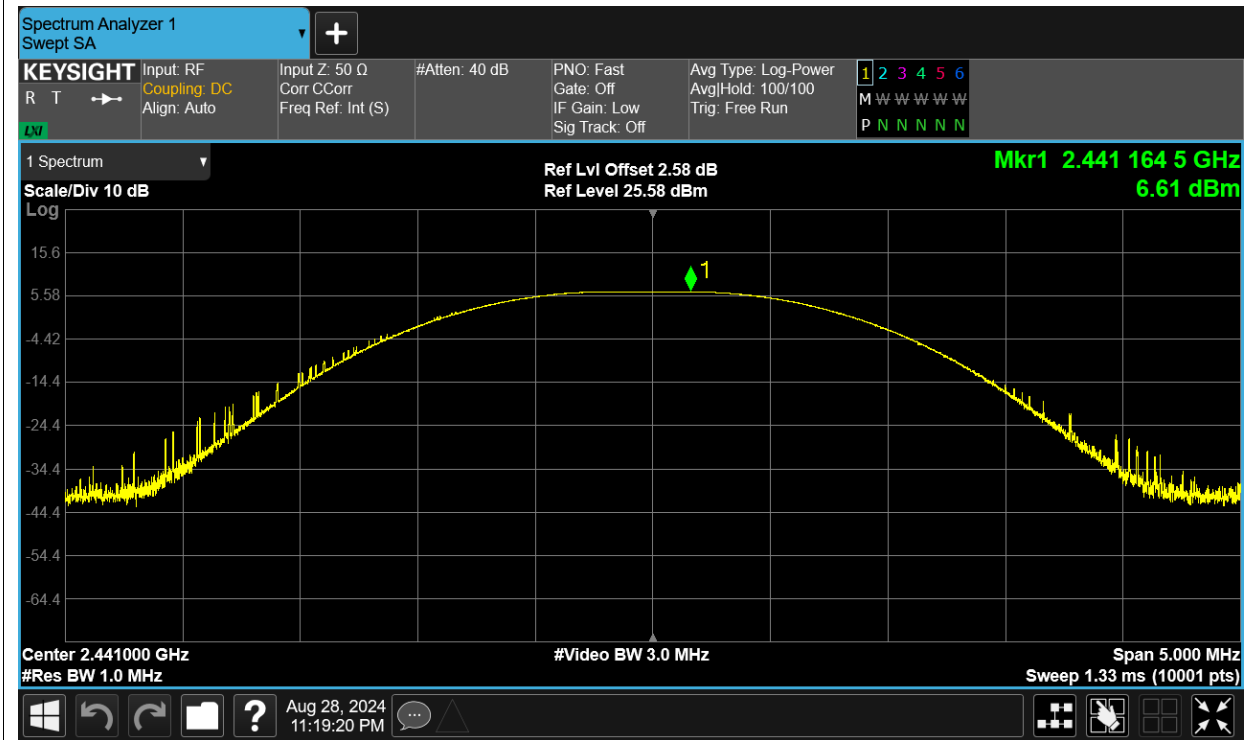 Spectrum Analyzer 1
Swept SA
KEYSIGHT
R T
LXI
Input: RF
Coupling: DC
Align: Auto
Input Z: 50 Ω
Corr CCorr
Freq Ref: Int (S)
#Atten: 40 dB
PNO: Fast
Gate: Off
IF Gain: Low
Sig Track: Off
Avg Type: Log-Power
Avg|Hold: 100/100
Trig: Free Run
1 2 3 4 5 6
M W W W W W
P N N N N N
1 Spectrum
Scale/Div 10 dB
Log
Ref Lvl Offset 2.58 dB
Ref Level 25.58 dBm
Mkr1 2.441 164 5 GHz
6.61 dBm
1
15.6
5.58
-4.42
-14.4
-24.4
-34.4
-44.4
-54.4
-64.4
Center 2.441000 GHz
#Res BW 1.0 MHz
#Video BW 3.0 MHz
Span 5.000 MHz
Sweep 1.33 ms (10001 pts)
?
Aug 28, 2024
11:19:20 PM